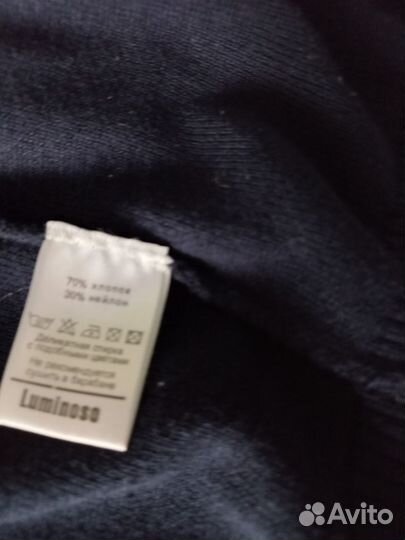 70% хлопок
30% нейлон
Деликатная стирка
с подобными цветами
Не рекомендуется
сушить в барабане
Luminoso
Avito